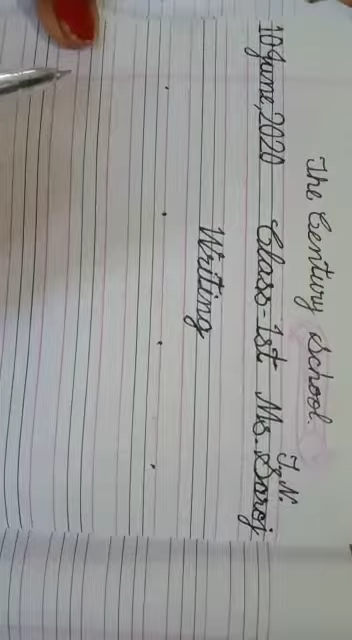 The Century School.
T.N.
10 June, 2020 Class-1st Ms. Saroj
Writing